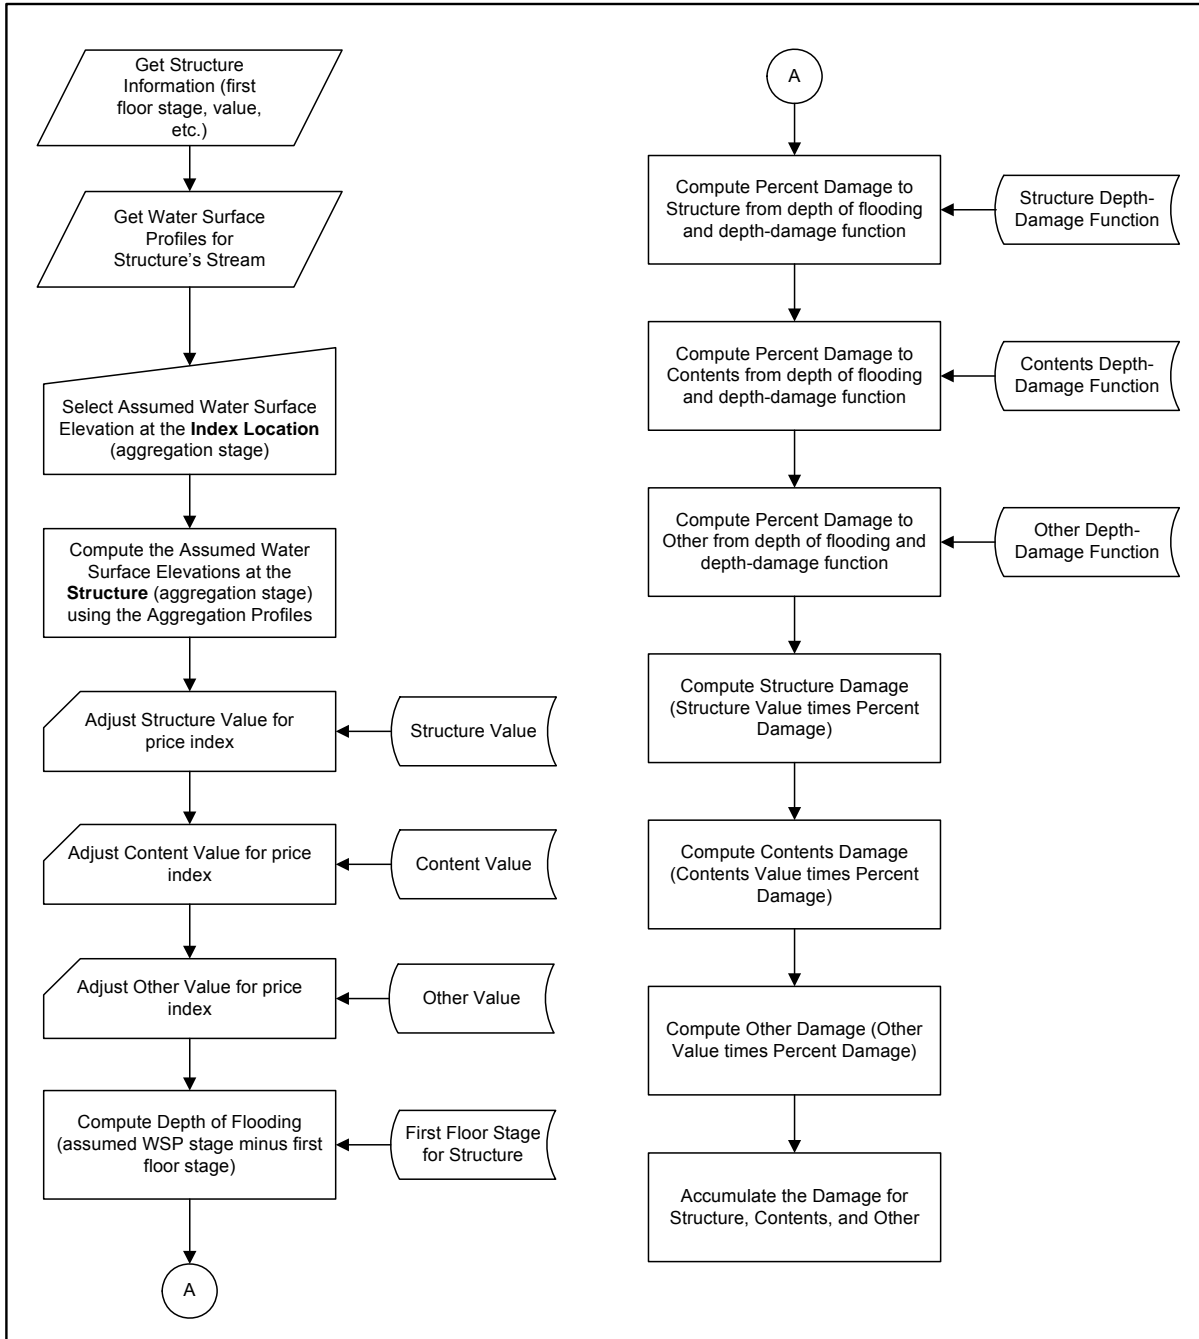 Get Structure
Information (first
floor stage, value,
etc.)
Get Water Surface
Profiles for
Structure's Stream
Select Assumed Water Surface
Elevation at the Index Location
(aggregation stage)
Compute the Assumed Water
Surface Elevations at the
Structure (aggregation stage)
using the Aggregation Profiles
Adjust Structure Value for
price index
Structure Value
Adjust Content Value for price
index
Content Value
Adjust Other Value for price
index
Other Value
Compute Depth of Flooding
(assumed WSP stage minus first
floor stage)
First Floor Stage
for Structure
A
A
Compute Percent Damage to
Structure from depth of flooding
and depth-damage function
Structure Depth-
Damage Function
Compute Percent Damage to
Contents from depth of flooding
and depth-damage function
Contents Depth-
Damage Function
Compute Percent Damage to
Other from depth of flooding and
depth-damage function
Other Depth-
Damage Function
Compute Structure Damage
(Structure Value times Percent
Damage)
Compute Contents Damage
(Contents Value times Percent
Damage)
Compute Other Damage (Other
Value times Percent Damage)
Accumulate the Damage for
Structure, Contents, and Other